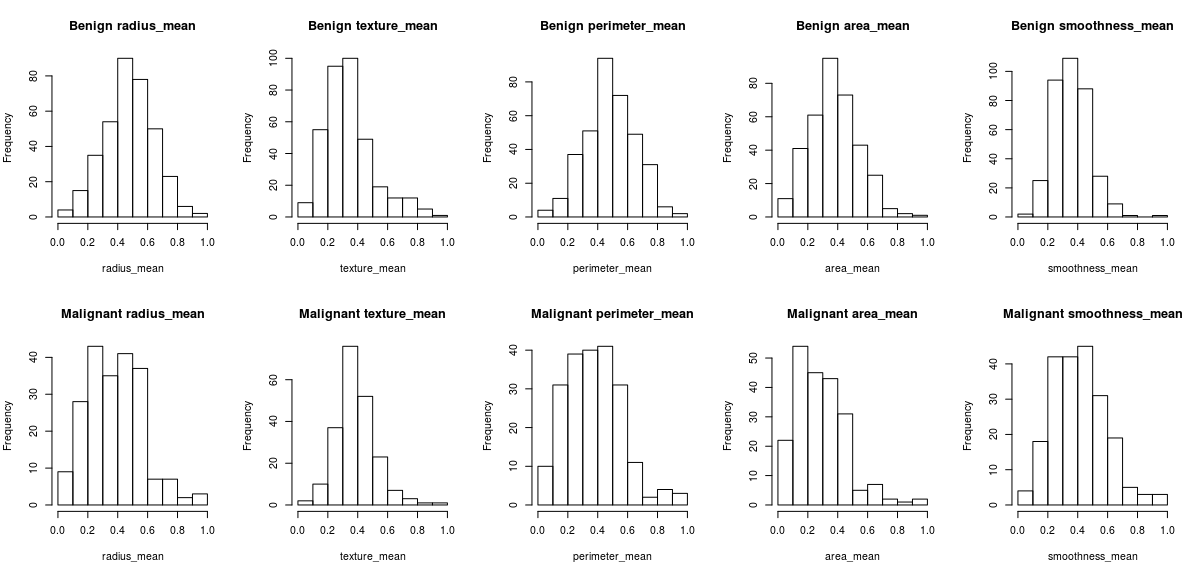 Benign radius_mean
Frequency
0 20 40 60 80
0.0 0.2 0.4 0.6 0.8 1.0
radius_mean
Benign texture_mean
Frequency
0 20 40 60 80 100
0.0 0.2 0.4 0.6 0.8 1.0
texture_mean
Benign perimeter_mean
Frequency
0 20 40 60 80
0.0 0.2 0.4 0.6 0.8 1.0
perimeter_mean
Benign area_mean
Frequency
0 20 40 60 80
0.0 0.2 0.4 0.6 0.8 1.0
area_mean
Benign smoothness_mean
Frequency
0 20 40 60 80 100
0.0 0.2 0.4 0.6 0.8 1.0
smoothness_mean
Malignant radius_mean
Frequency
0 10 20 30 40
0.0 0.2 0.4 0.6 0.8 1.0
radius_mean
Malignant texture_mean
Frequency
0 20 40 60
0.0 0.2 0.4 0.6 0.8 1.0
texture_mean
Malignant perimeter_mean
Frequency
0 10 20 30 40
0.0 0.2 0.4 0.6 0.8 1.0
perimeter_mean
Malignant area_mean
Frequency
0 10 20 30 40 50
0.0 0.2 0.4 0.6 0.8 1.0
area_mean
Malignant smoothness_mean
Frequency
0 10 20 30 40
0.0 0.2 0.4 0.6 0.8 1.0
smoothness_mean